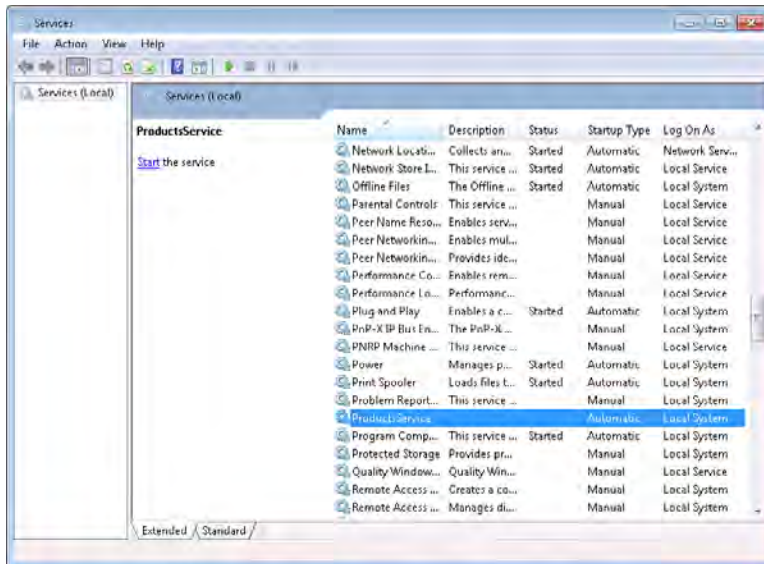 Services
File Action View Help
Services (Local)
Services (Local)
ProductsService
Start the service
Name Description Status Startup Type Log On As
Network Locati... Collects an... Started Automatic Network Serv...
Network Store I... This service ... Started Automatic Local Service
Offline Files The Offline ... Started Automatic Local System
Parental Controls This service ... Manual Local Service
Peer Name Reso... Enables serv... Manual Local Service
Peer Networkin... Enables mul... Manual Local Service
Peer Networkin... Provides ide... Manual Local Service
Performance Co... Enables rem... Manual Local Service
Performance Lo... Performanc... Manual Local Service
Plug and Play Enables a c... Started Automatic Local System
PnP-X IP Bus En... The PnP-X ... Manual Local System
PNRP Machine ... This service ... Manual Local Service
Power Manages p... Started Automatic Local System
Print Spooler Loads files t... Started Automatic Local System
Problem Report... This service ... Manual Local System
ProductsService Automatic Local System
Program Comp... This service ... Started Automatic Local System
Protected Storage Provides pr... Manual Local System
Quality Window... Quality Win... Manual Local Service
Remote Access ... Creates a co... Manual Local System
Remote Access ... Manages di... Manual Local System
Extended Standard